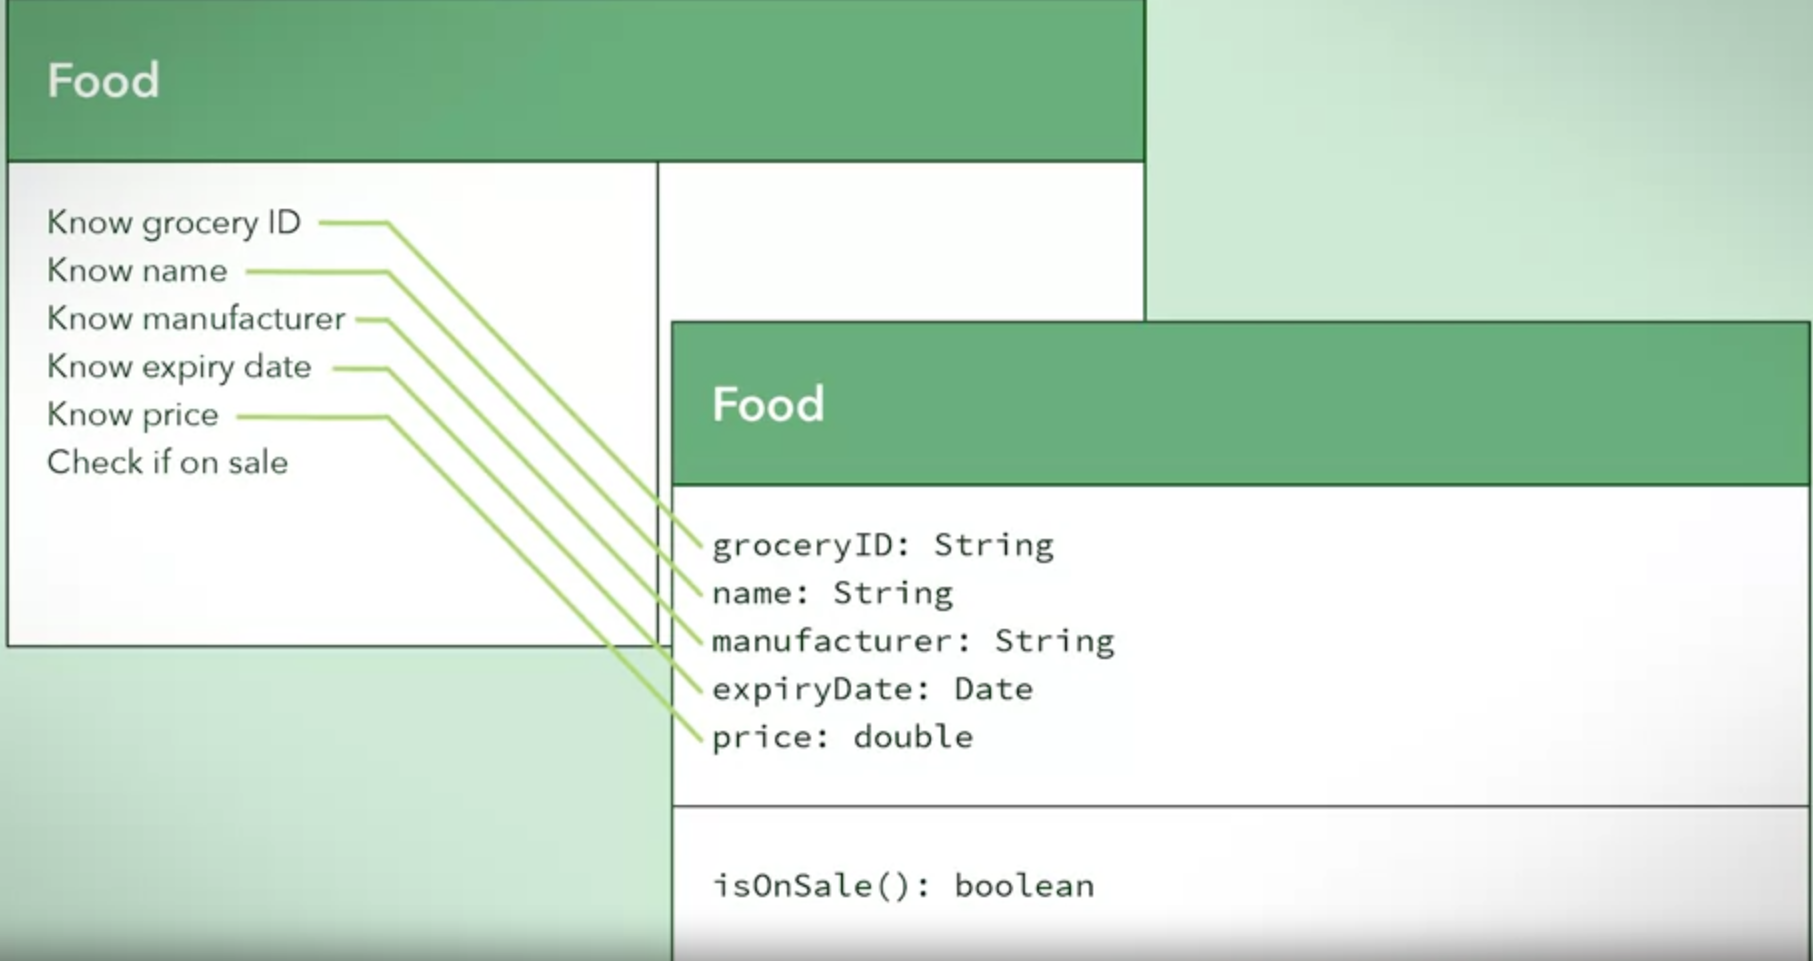 Food
Know grocery ID
Know name
Know manufacturer
Know expiry date
Know price
Check if on sale
Food
groceryID: String
name: String
manufacturer: String
expiryDate: Date
price: double
isOnSale(): boolean